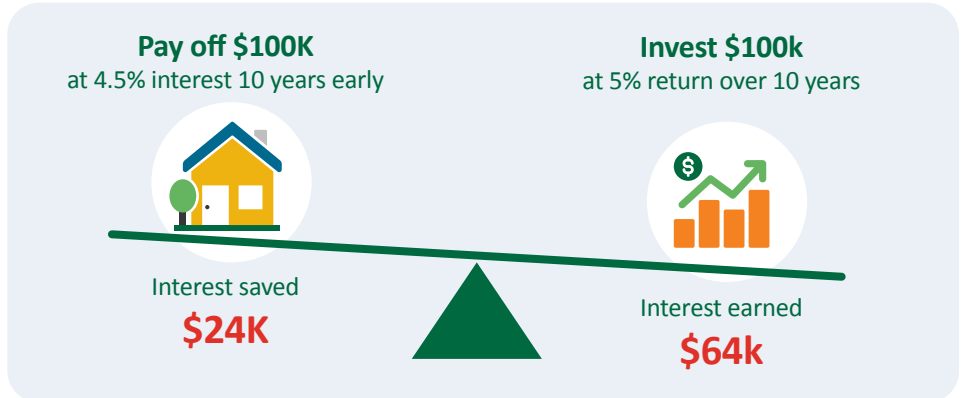 Pay off $100K
at 4.5% interest 10 years early
Invest $100k
at 5% return over 10 years
$
Interest saved
$24K
Interest earned
$64k